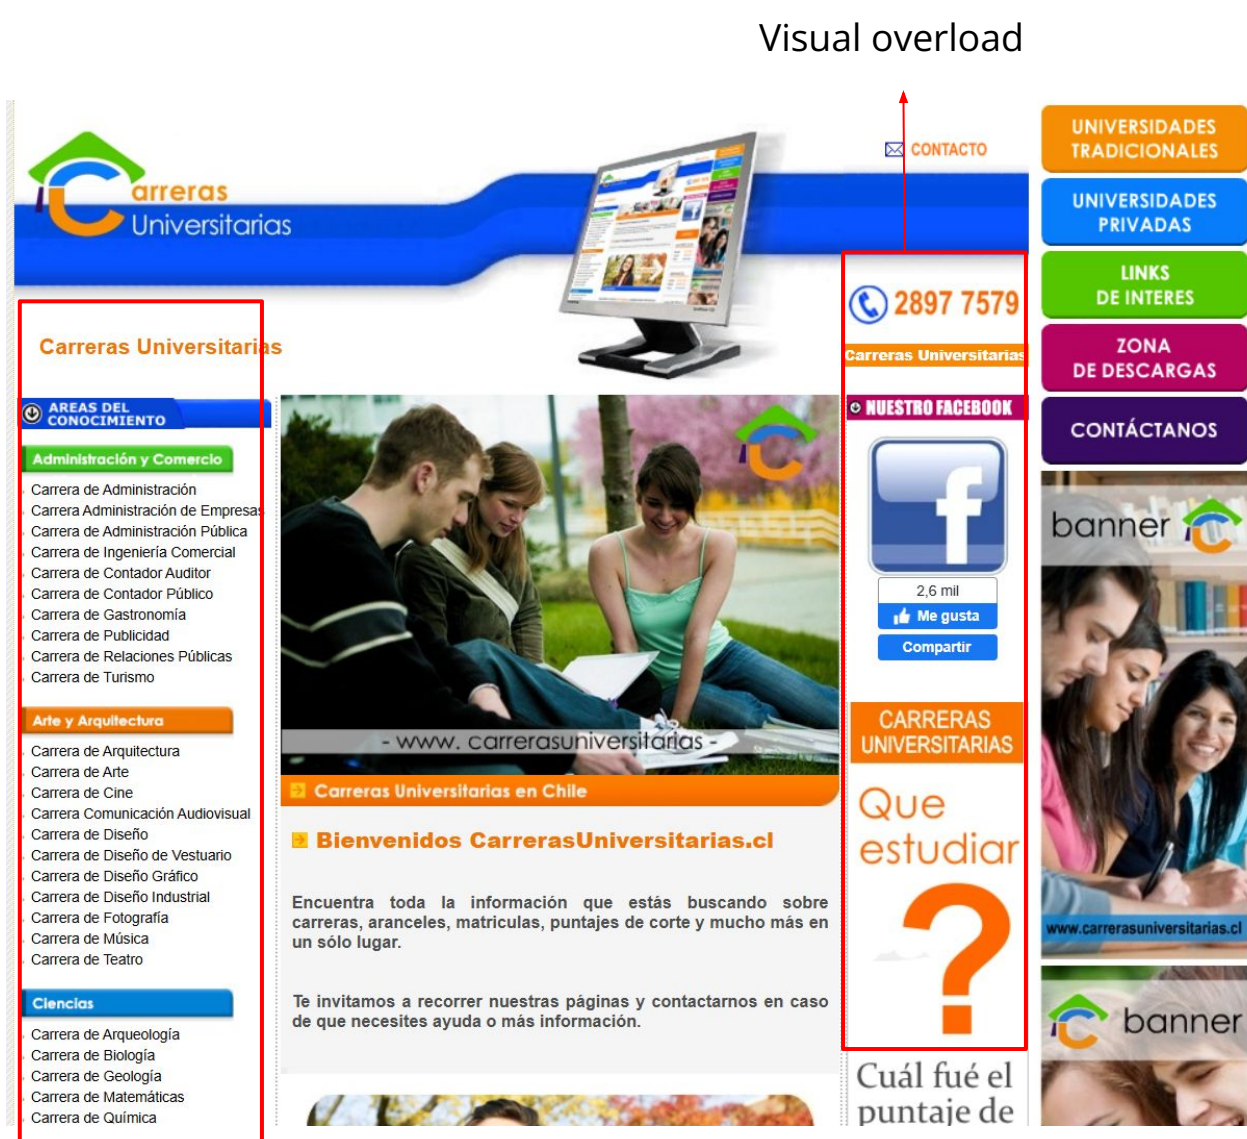 Visual overload
Carreras
Universitarias
CONTACTO
2897 7579
Carreras Universitarias
Carreras Universitarias
AREAS DEL
CONOCIMIENTO
Administración y Comercio
Carrera de Administración
Carrera Administración de Empresas
Carrera de Administración Pública
Carrera de Ingeniería Comercial
Carrera de Contador Auditor
Carrera de Contador Público
Carrera de Gastronomía
Carrera de Publicidad
Carrera de Relaciones Públicas
Carrera de Turismo
Arte y Arquitectura
Carrera de Arquitectura
Carrera de Arte
Carrera de Cine
Carrera Comunicación Audiovisual
Carrera de Diseño
Carrera de Diseño de Vestuario
Carrera de Diseño Gráfico
Carrera de Diseño Industrial
Carrera de Fotografía
Carrera de Música
Carrera de Teatro
Ciencias
Carrera de Arqueología
Carrera de Biología
Carrera de Geología
Carrera de Matemáticas
Carrera de Química
- www. carrerasuniversitarias -
Carreras Universitarias en Chile
Bienvenidos CarrerasUniversitarias.cl
Encuentra toda la información que estás buscando sobre
carreras, aranceles, matriculas, puntajes de corte y mucho más en
un sólo lugar.
Te invitamos a recorrer nuestras páginas y contactarnos en caso
de que necesites ayuda o más información.
NUESTRO FACEBOOK
f
2,6 mil
Me gusta
Compartir
CARRERAS
UNIVERSITARIAS
Que
estudiar
?
Cuál fué el
puntaje de
UNIVERSIDADES
TRADICIONALES
UNIVERSIDADES
PRIVADAS
LINKS
DE INTERES
ZONA
DE DESCARGAS
CONTÁCTANOS
banner
www.carrerasuniversitarias.cl
banner